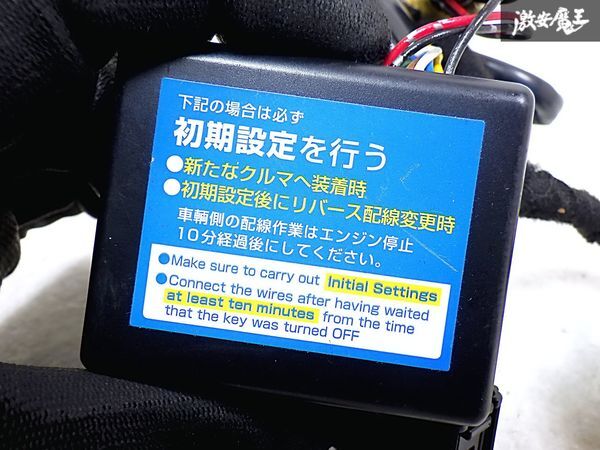 激安魔王
下記の場合は必ず
初期設定を行う
●新たなクルマへ装着時
●初期設定後にリバース配線変更時
車輌側の配線作業はエンジン停止
10分経過後にしてください。
●Make sure to carry out Initial Settings
●Connect the wires after having waited
at least ten minutes from the time
that the key was turned OFF